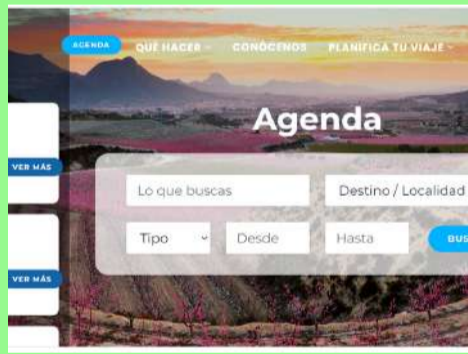 AGENDA QUÉ HACER CONÓCENOS PLANIFICA TU VIAJE
Agenda
VER MÁS
Lo que buscas Destino / Localidad
Tipo Desde Hasta BUS
VER MÁS